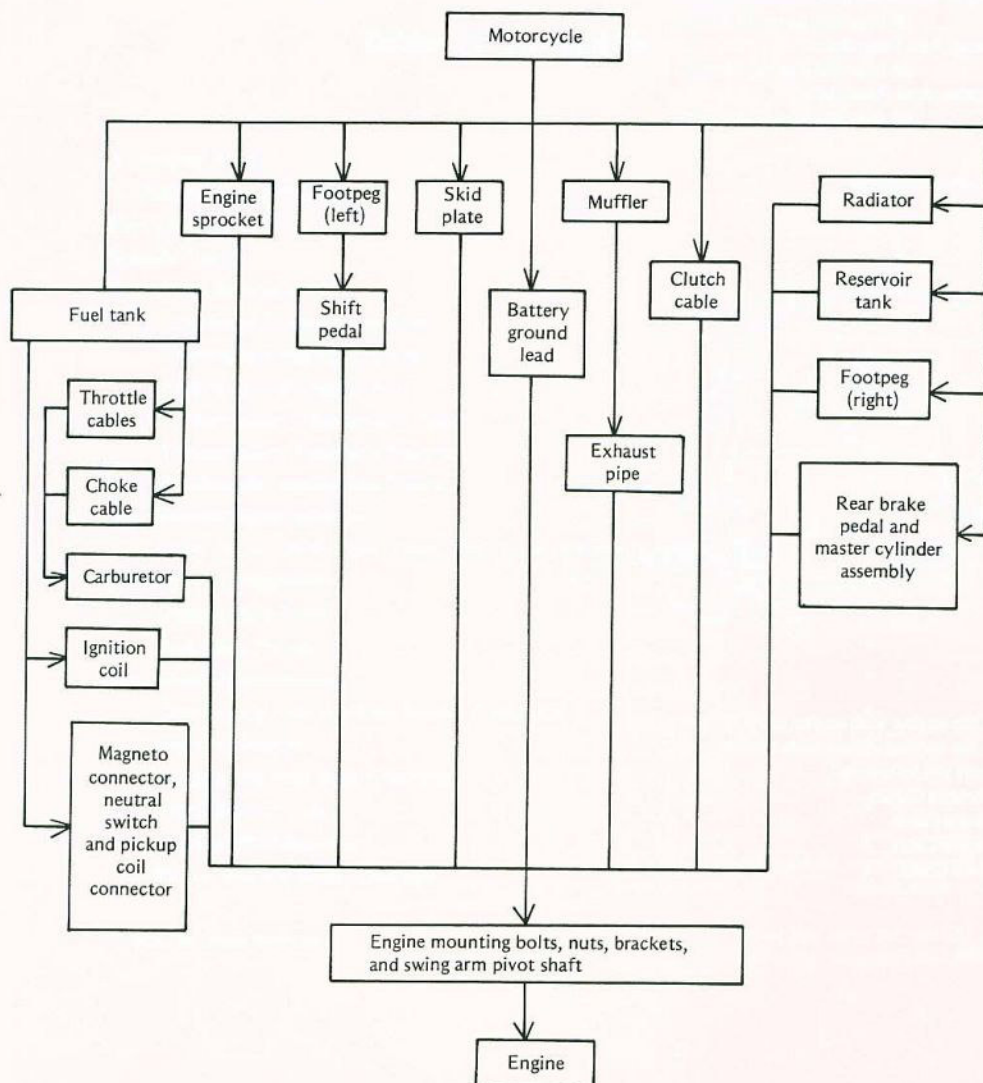 Motorcycle
Engine
sprocket
Footpeg
(left)
Skid
plate
Muffler
Radiator
Clutch
cable
Reservoir
tank
Fuel tank
Shift
pedal
Battery
ground
lead
Footpeg
(right)
Throttle
cables
Exhaust
pipe
Choke
cable
Rear brake
pedal and
master cylinder
assembly
Carburetor
Ignition
coil
Magneto
connector,
neutral
switch
and pickup
coil
connector
Engine mounting bolts, nuts, brackets,
and swing arm pivot shaft
Engine